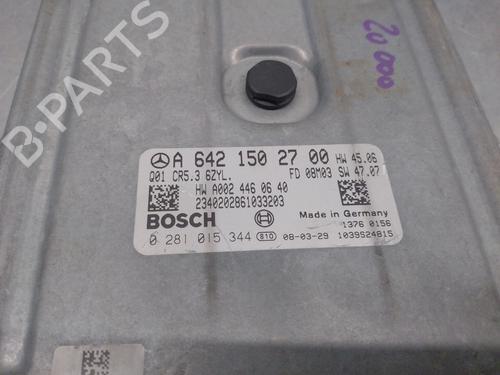 B-PARTS
20 000
A 642 150 27 00 HW 45.06
Q01 CR5.3 6ZYL. FD 08M03 SW 47.07
HW A002 446 06 40
2340202861033203
BOSCH Made in Germany
1376 0156
0 281 015 344 810 08-03-29 1039S24815